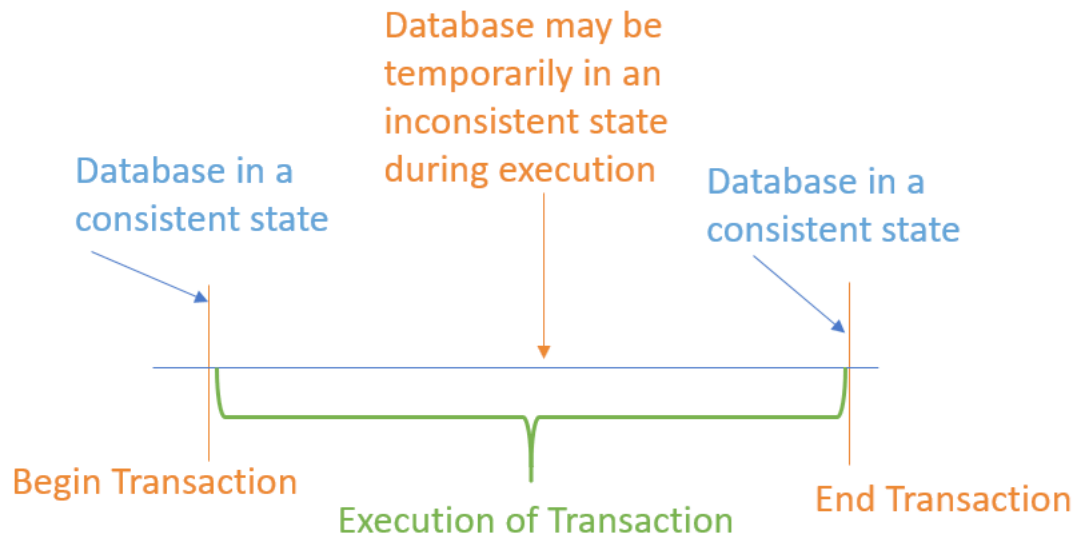 Database may be
temporarily in an
inconsistent state
during execution
Database in a
consistent state
Database in a
consistent state
Begin Transaction
End Transaction
Execution of Transaction